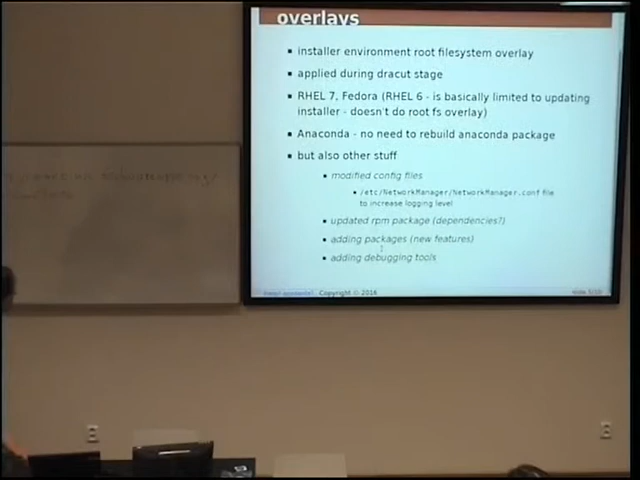 overlays
▪ installer environment root filesystem overlay
▪ applied during dracut stage
▪ RHEL 7, Fedora (RHEL 6 - is basically limited to updating
installer - doesn't do root fs overlay)
▪ Anaconda - no need to rebuild anaconda package
▪ but also other stuff
▪ modified config files
▪ /etc/NetworkManager/NetworkManager.conf file
to increase logging level
▪ updated rpm package (dependencies?)
▪ adding packages (new features)
▪ adding debugging tools
Copyright © 2016